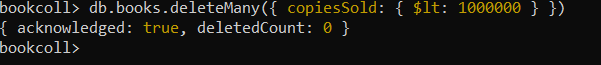 bookcoll> db.books.deleteMany({ copiesSold: { $lt: 1000000 } })
{ acknowledged: true, deletedCount: 0 }
bookcoll>